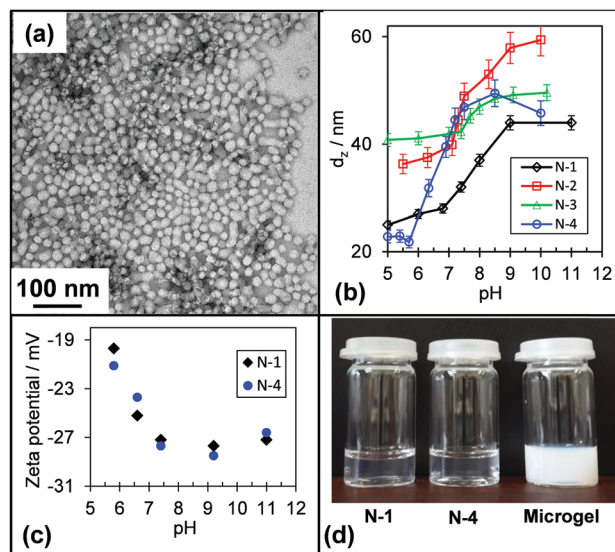 (a)
100 nm
60
40
20
dz / nm
5 6 7 8 9 10 11
pH
N-1
N-2
N-3
N-4
(b)
-19
-23
-27
-31
Zeta potential / mV
5 6 7 8 9 10 11 12
pH
N-1
N-4
(c)
N-1 N-4 Microgel
(d)